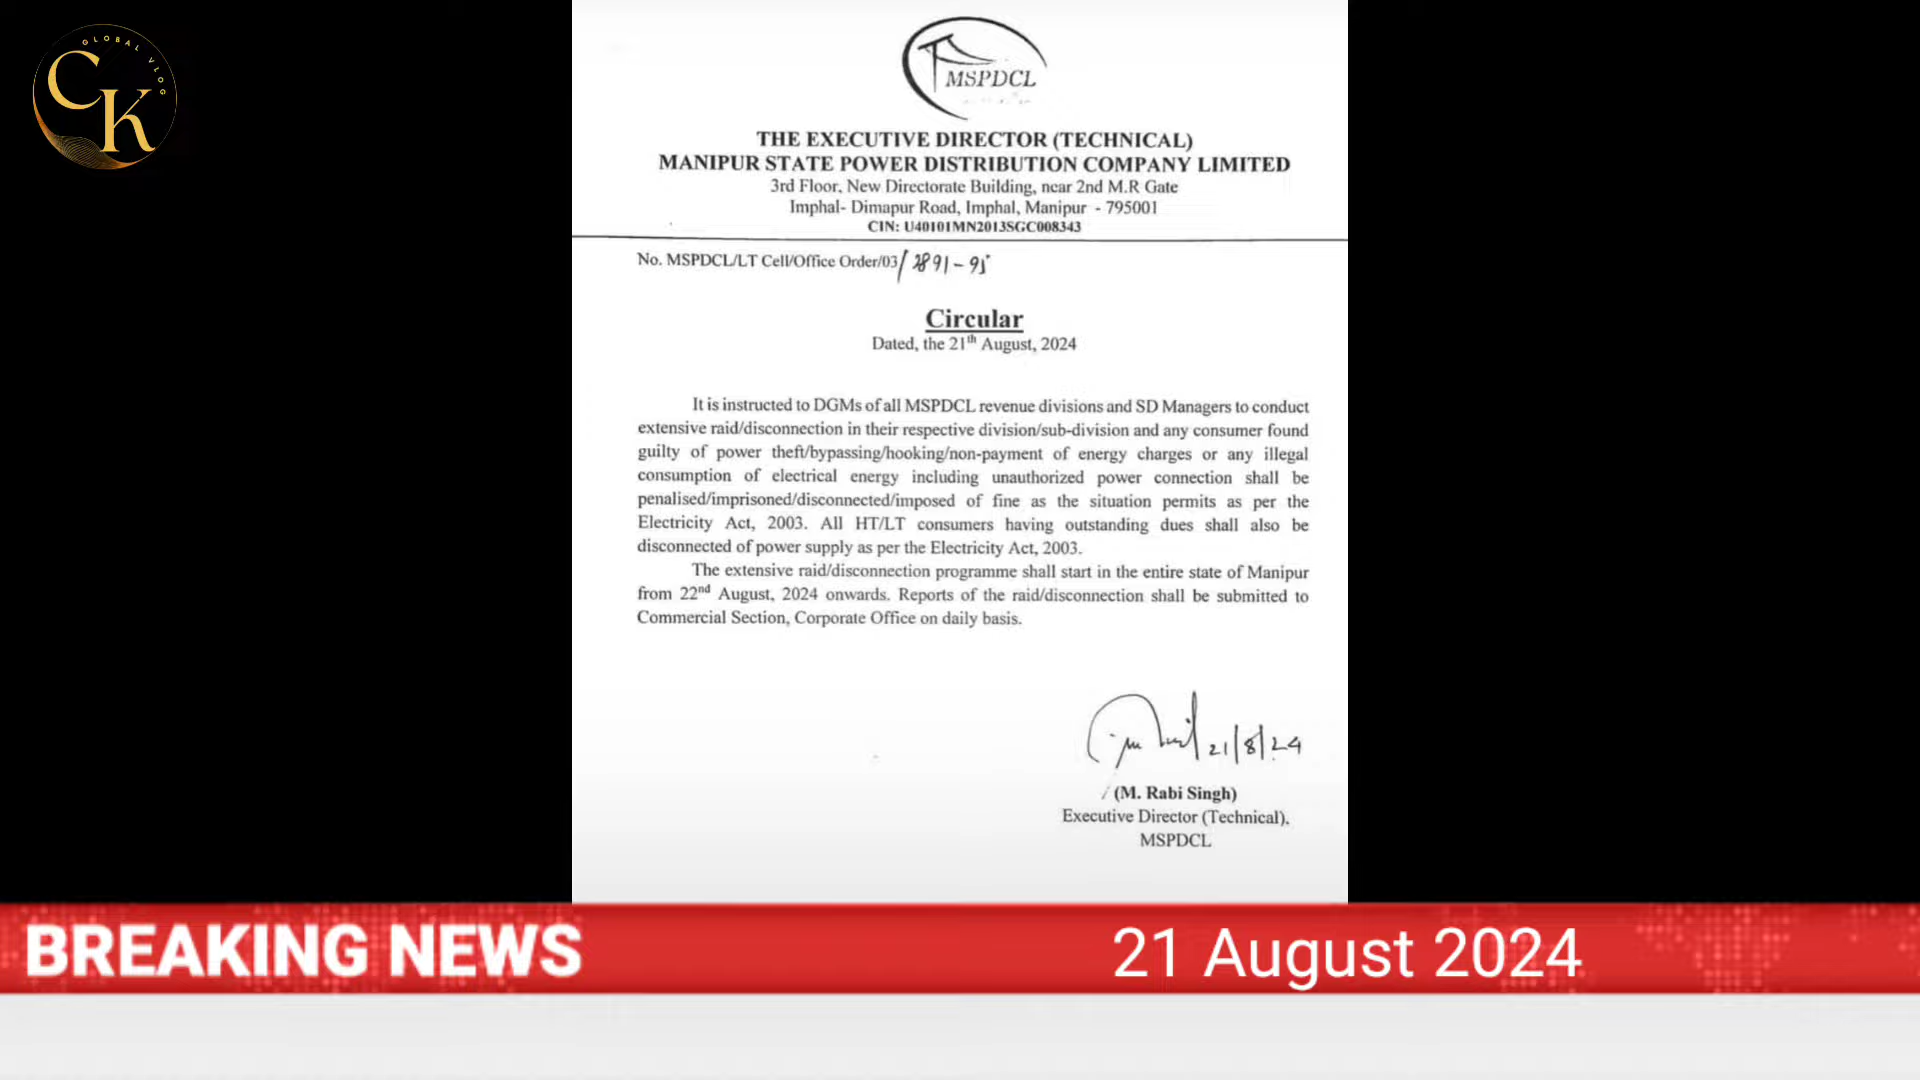 GLOBAL VLOG
CK
MSPDCL
THE EXECUTIVE DIRECTOR (TECHNICAL)
MANIPUR STATE POWER DISTRIBUTION COMPANY LIMITED
3rd Floor, New Directorate Building, near 2nd M.R Gate
Imphal- Dimapur Road, Imphal, Manipur - 795001
CIN: U40101MN2013SGC008343
No. MSPDCL/LT Cell/Office Order/03/2891-95
Circular
Dated, the 21th August, 2024
It is instructed to DGMs of all MSPDCL revenue divisions and SD Managers to conduct
extensive raid/disconnection in their respective division/sub-division and any consumer found
guilty of power theft/bypassing/hooking/non-payment of energy charges or any illegal
consumption of electrical energy including unauthorized power connection shall be
penalised/imprisoned/disconnected/imposed of fine as the situation permits as per the
Electricity Act, 2003. All HT/LT consumers having outstanding dues shall also be
disconnected of power supply as per the Electricity Act, 2003.
The extensive raid/disconnection programme shall start in the entire state of Manipur
from 22nd August, 2024 onwards. Reports of the raid/disconnection shall be submitted to
Commercial Section, Corporate Office on daily basis.
21/8/24
(M. Rabi Singh)
Executive Director (Technical),
MSPDCL
BREAKING NEWS
21 August 2024